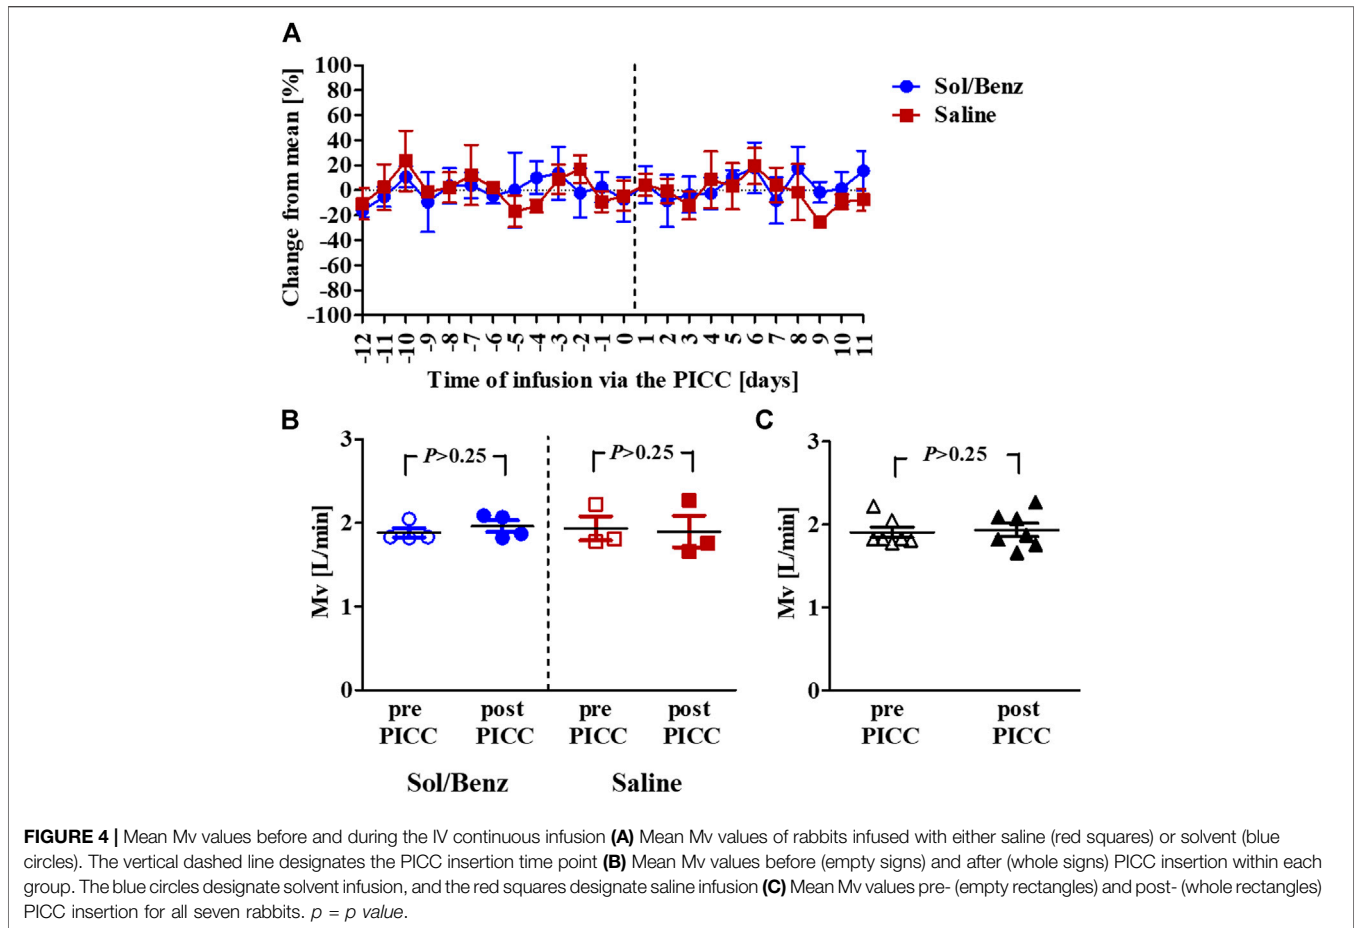 A
100
80
60
40
20
0
-20
-40
-60
-80
-100
Change from mean [%]
-12 -11 -10 -9 -8 -7 -6 -5 -4 -3 -2 -1 0 1 2 3 4 5 6 7 8 9 10 11
Time of infusion via the PICC [days]
Sol/Benz
Saline
B
3
2
1
0
Mv [L/min]
P>0.25
P>0.25
pre post pre post
PICC PICC PICC PICC
Sol/Benz Saline
C
3
2
1
0
Mv [L/min]
P>0.25
pre post
PICC PICC
FIGURE 4 | Mean Mv values before and during the IV continuous infusion (A) Mean Mv values of rabbits infused with either saline (red squares) or solvent (blue
circles). The vertical dashed line designates the PICC insertion time point (B) Mean Mv values before (empty signs) and after (whole signs) PICC insertion within each
group. The blue circles designate solvent infusion, and the red squares designate saline infusion (C) Mean Mv values pre- (empty rectangles) and post- (whole rectangles)
PICC insertion for all seven rabbits. p = p value.